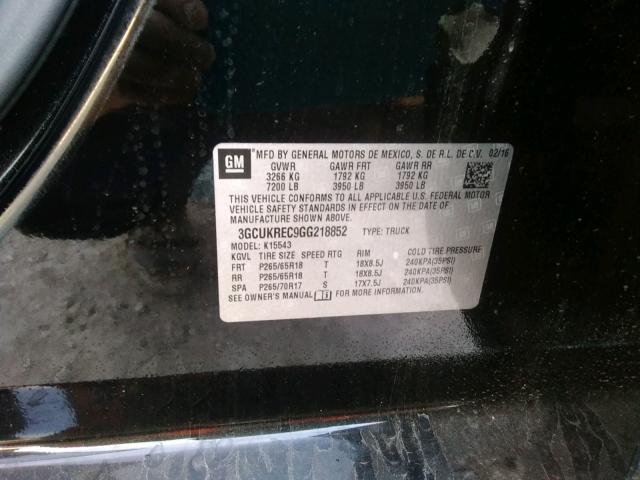 GM MFD BY GENERAL MOTORS DE MEXICO, S. DE R.L. DE C.V. 02/16
GVWR GAWR FRT GAWR RR
3266 KG 1792 KG 1792 KG
7200 LB 3950 LB 3950 LB
THIS VEHICLE CONFORMS TO ALL APPLICABLE U.S. FEDERAL MOTOR
VEHICLE SAFETY STANDARDS IN EFFECT ON THE DATE OF
MANUFACTURE SHOWN ABOVE.
3GCUKREC9GG218852 TYPE: TRUCK
MODEL: K15543
KGVL TIRE SIZE SPEED RTG RIM COLD TIRE PRESSURE
FRT P265/65R18 T 18X8.5J 240KPA(35PSI)
RR P265/65R18 T 18X8.5J 240KPA(35PSI)
SPA P265/70R17 S 17X7.5J 240KPA(35PSI)
SEE OWNER'S MANUAL FOR MORE INFORMATION.